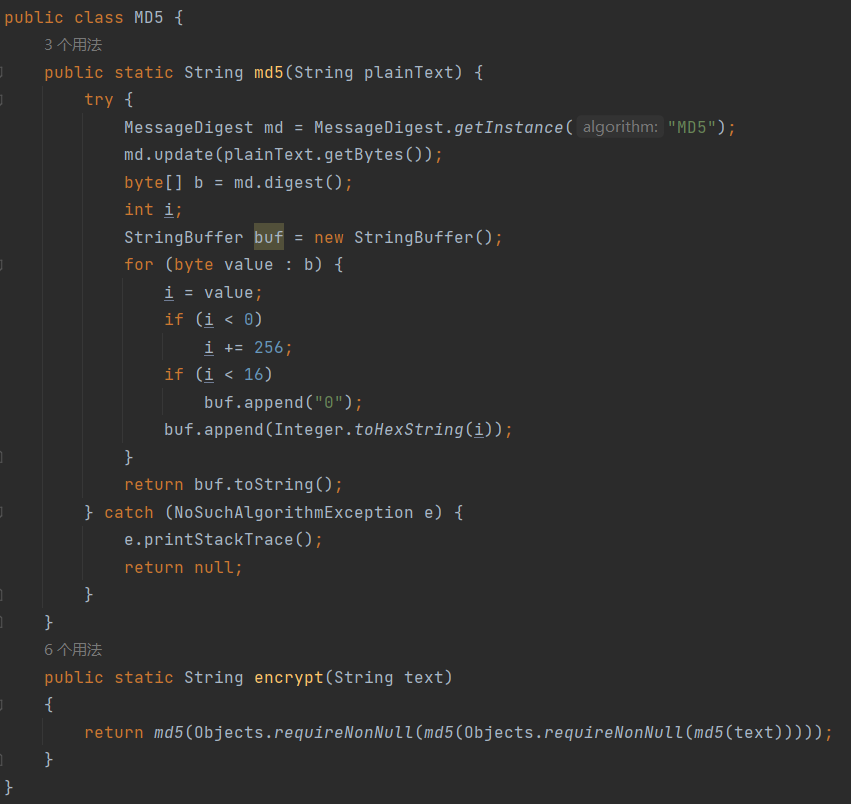 public class MD5 {
3 个用法
public static String md5(String plainText) {
try {
MessageDigest md = MessageDigest.getInstance( algorithm: "MD5");
md.update(plainText.getBytes());
byte[] b = md.digest();
int i;
StringBuffer buf = new StringBuffer();
for (byte value : b) {
i = value;
if (i < 0)
i += 256;
if (i < 16)
buf.append("0");
buf.append(Integer.toHexString(i));
}
return buf.toString();
} catch (NoSuchAlgorithmException e) {
e.printStackTrace();
return null;
}
}
6 个用法
public static String encrypt(String text)
{
return md5(Objects.requireNonNull(md5(Objects.requireNonNull(md5(text)))));
}
}